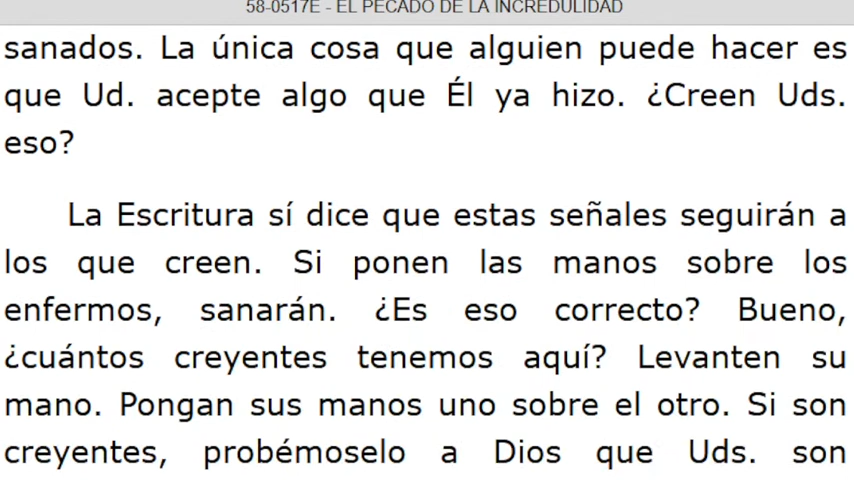 58-0517E - EL PECADO DE LA INCREDULIDAD
sanados. La única cosa que alguien puede hacer es
que Ud. acepte algo que Él ya hizo. ¿Creen Uds.
eso?
La Escritura sí dice que estas señales seguirán a
los que creen. Si ponen las manos sobre los
enfermos, sanarán. ¿Es eso correcto? Bueno,
¿cuántos creyentes tenemos aquí? Levanten su
mano. Pongan sus manos uno sobre el otro. Si son
creyentes, probémoselo a Dios que Uds. son